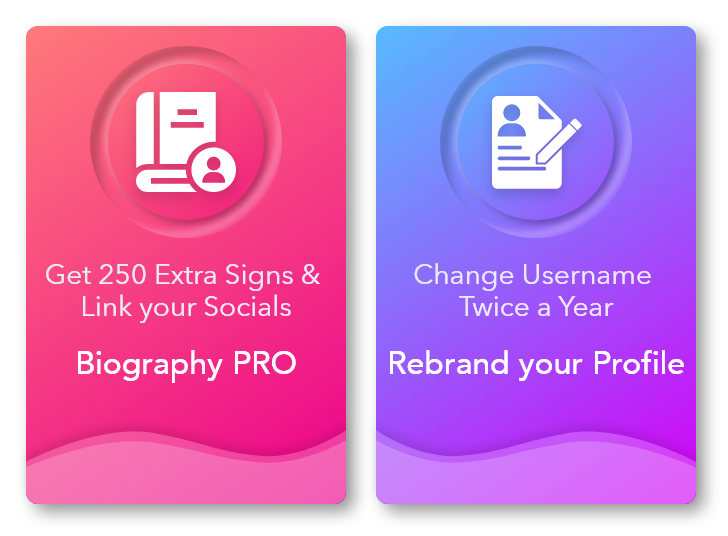 Get 250 Extra Signs &
Link your Socials
Biography PRO
Change Username
Twice a Year
Rebrand your Profile